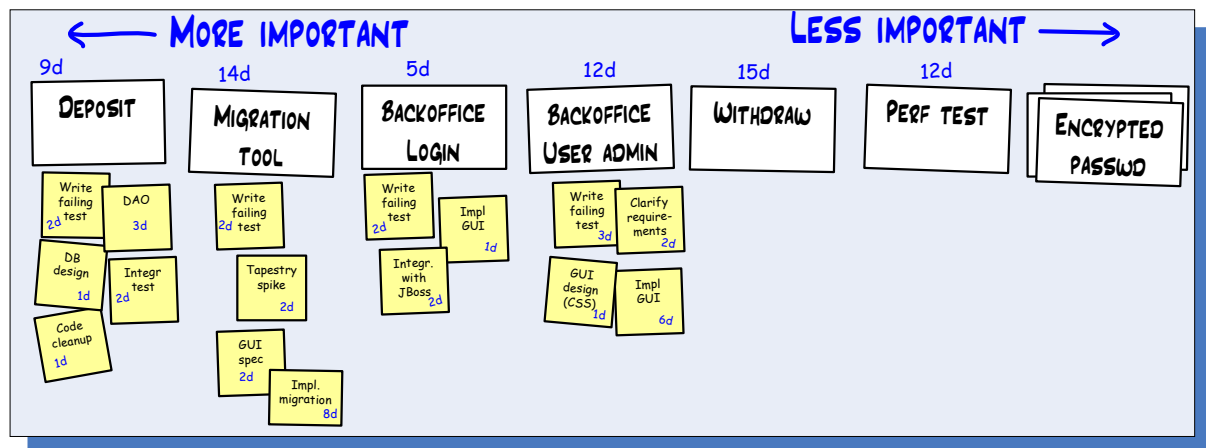 MORE IMPORTANT
LESS IMPORTANT
9d
14d
5d
12d
15d
12d
DEPOSIT
MIGRATION
TOOL
BACKOFFICE
LOGIN
BACKOFFICE
USER ADMIN
WITHDRAW
PERF TEST
ENCRYPTED
PASSWD
Write
failing
test
2d
DAO
3d
DB
design
1d
Integr
test
2d
Code
cleanup
1d
Write
failing
test
2d
Tapestry
spike
2d
GUI
spec
2d
Impl.
migration
8d
Write
failing
test
2d
Impl
GUI
1d
Integr.
with
JBoss
2d
Write
failing
test
3d
Clarify
require-
ments
2d
GUI
design
(CSS)
1d
Impl
GUI
6d